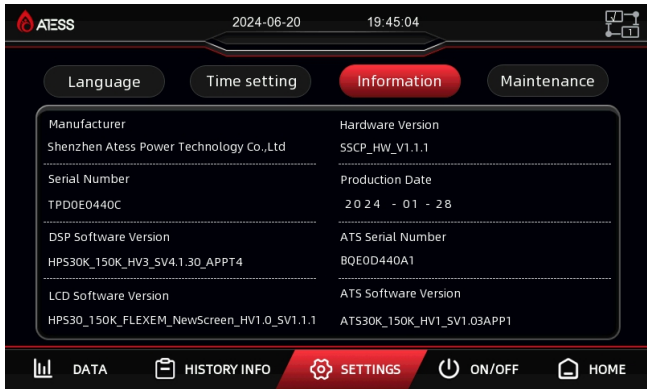 ATESS
2024-06-20
19:45:04
1
Language
Time setting
Information
Maintenance
Manufacturer
Shenzhen Atess Power Technology Co.,Ltd
Hardware Version
SSCP_HW_V1.1.1
Serial Number
TPD0E0440C
Production Date
2024 - 01 - 28
DSP Software Version
HPS30K_150K_HV3_SV4.1.30_APPT4
ATS Serial Number
BQE0D440A1
LCD Software Version
HPS30_150K_FLEXEM_NewScreen_HV1.0_SV1.1.1
ATS Software Version
ATS30K_150K_HV1_SV1.03APP1
DATA
HISTORY INFO
SETTINGS
ON/OFF
HOME